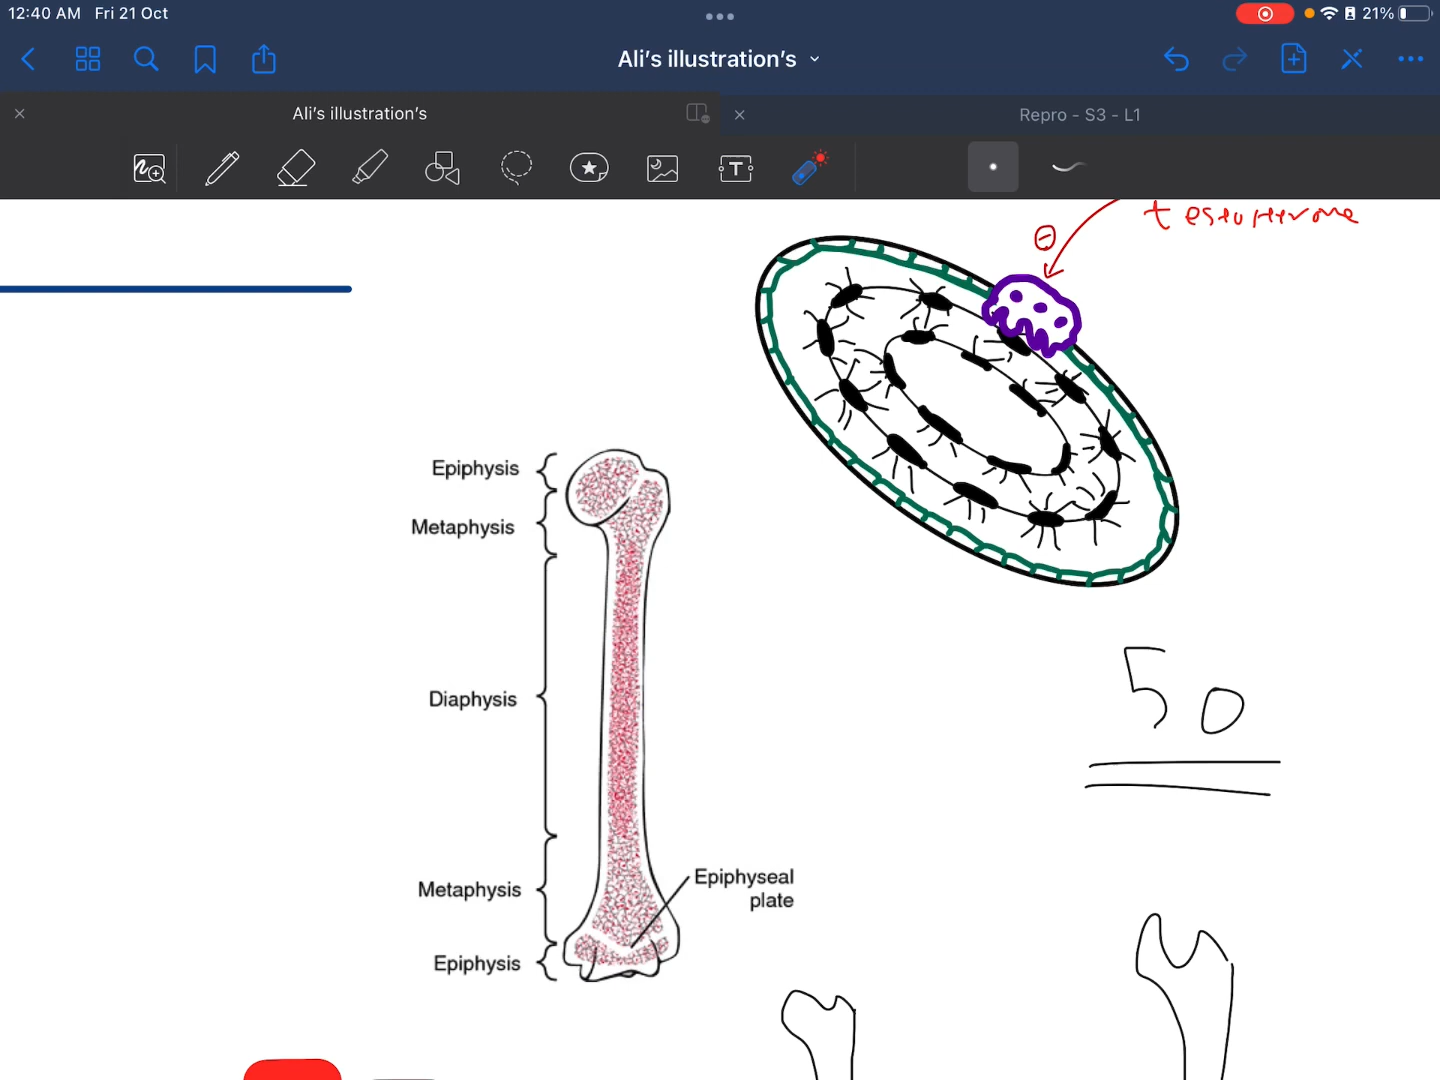 12:40 AM Fri 21 Oct
21%
Ali's illustration's
Ali's illustration's
Repro - S3 - L1
T
testosterone
Θ
Epiphysis
Metaphysis
Diaphysis
50
Metaphysis
Epiphyseal
plate
Epiphysis